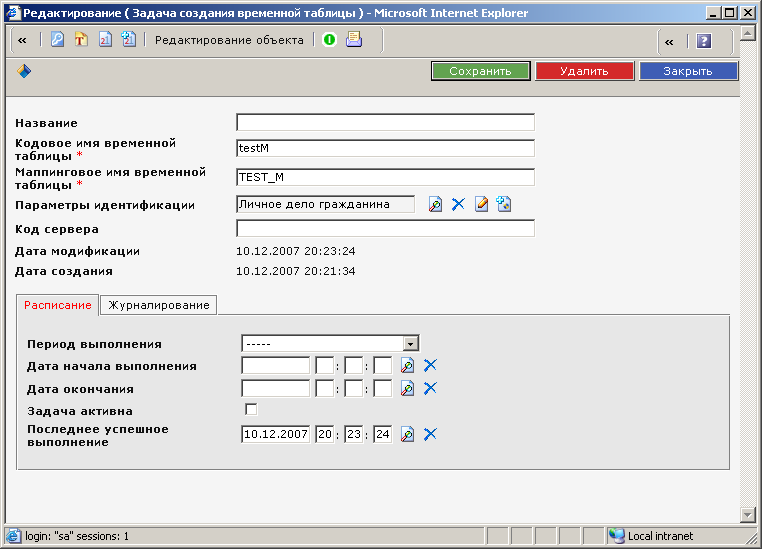 Редактирование ( Задача создания временной таблицы ) - Microsoft Internet Explorer
« Редактирование объекта « ?
Сохранить Удалить Закрыть
Название
Кодовое имя временной
таблицы * testM
Маппинговое имя временной
таблицы * TEST_M
Параметры идентификации Личное дело гражданина
Код сервера
Дата модификации 10.12.2007 20:23:24
Дата создания 10.12.2007 20:21:34
Расписание Журналирование
Период выполнения -----
Дата начала выполнения : :
Дата окончания : :
Задача активна
Последнее успешное
выполнение 10.12.2007 20 : 23 : 24
login: "sa" sessions: 1 Local intranet